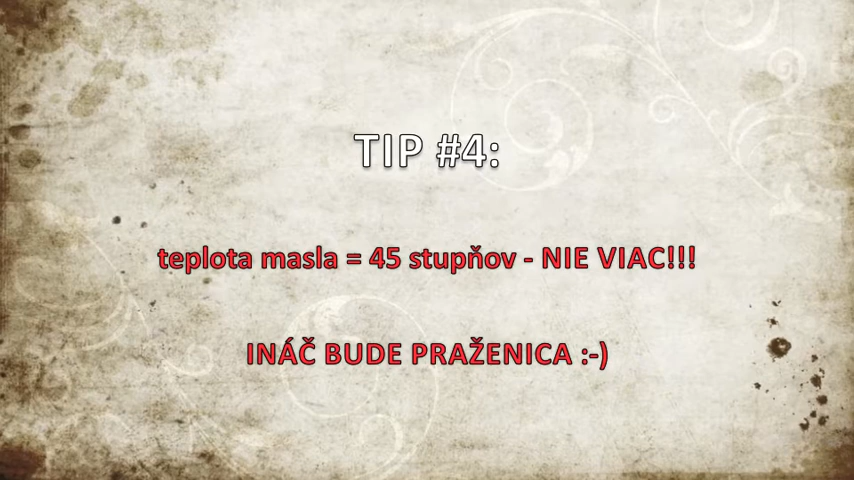 TIP #4:
teplota masla = 45 stupňov - NIE VIAC!!!
INÁČ BUDE PRAŽENICA :-)